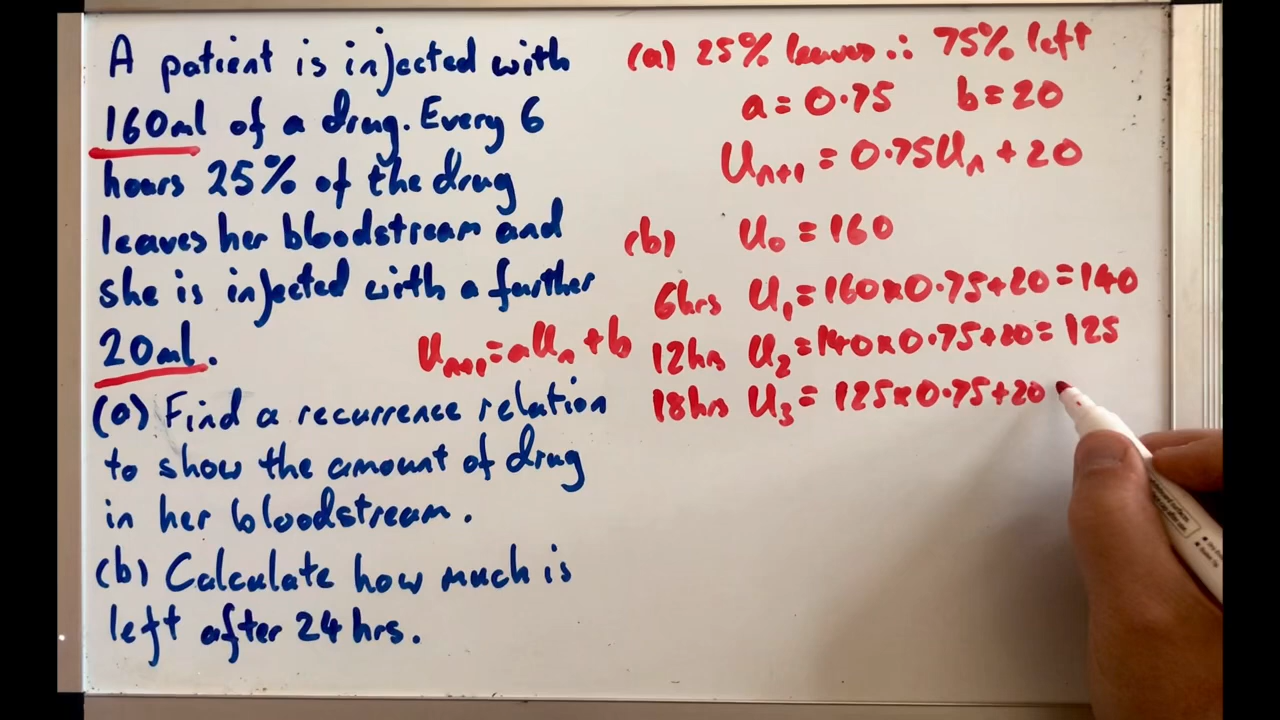 A patient is injected with
160ml of a drug. Every 6
hours 25% of the drug
leaves her bloodstream and
she is injected with a further
20ml.
Uₙ₊₁=aUₙ+b
(a) Find a recurrence relation
to show the amount of drug
in her bloodstream.
(b) Calculate how much is
left after 24hrs.
(a) 25% leaves ∴ 75% left
a=0.75 b=20
Uₙ₊₁=0.75Uₙ+20
(b) U₀=160
6hrs U₁=160×0.75+20=140
12hrs U₂=140×0.75+20=125
18hrs U₃=125×0.75+20